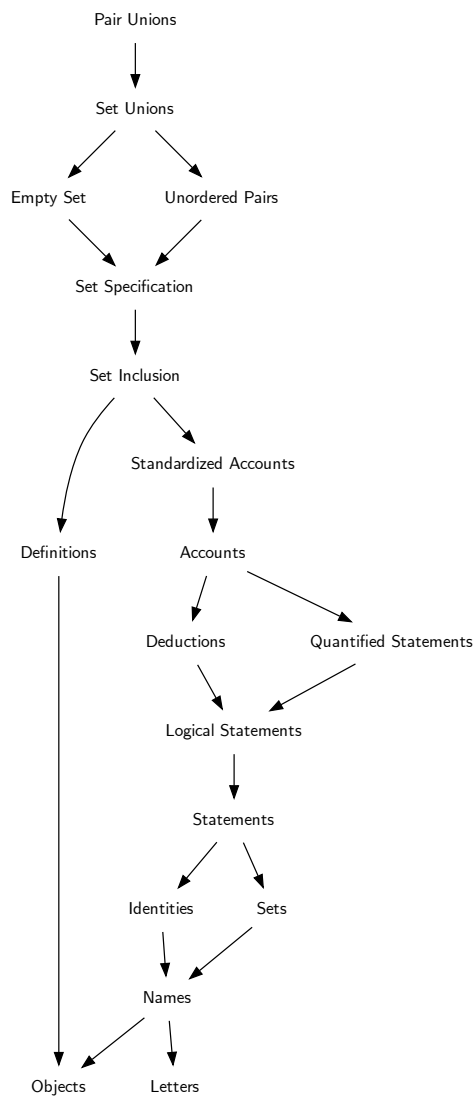 Pair Unions
Set Unions
Empty Set
Unordered Pairs
Set Specification
Set Inclusion
Standardized Accounts
Definitions
Accounts
Deductions
Quantified Statements
Logical Statements
Statements
Identities
Sets
Names
Objects
Letters